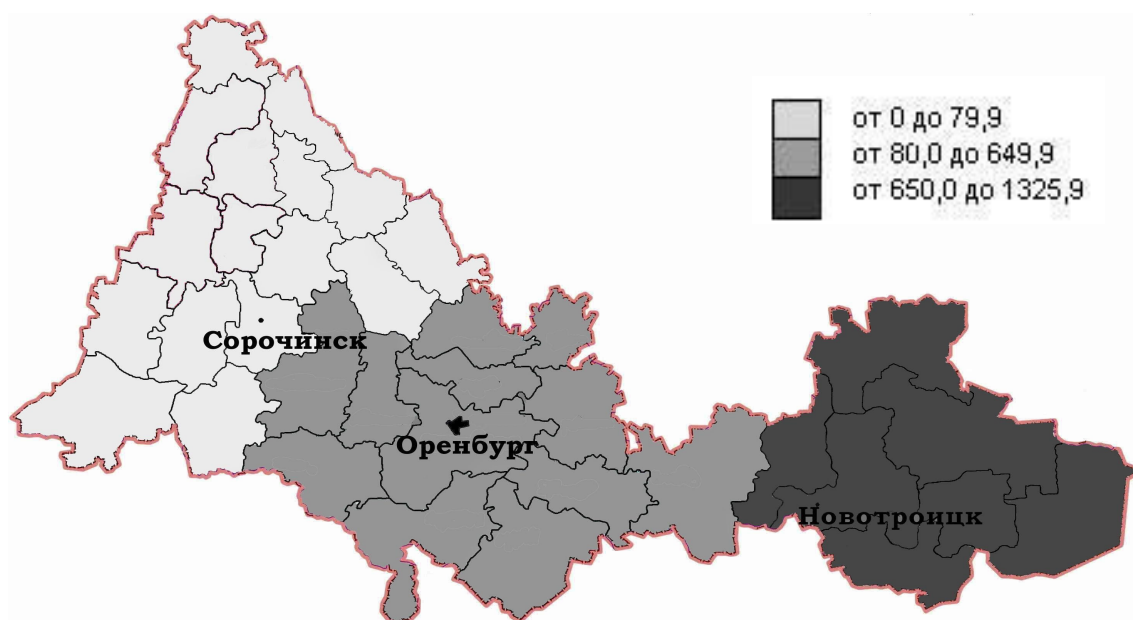 от 0 до 79,9
от 80,0 до 649,9
от 650,0 до 1325,9
Сорочинск
Оренбург
Новотроицк